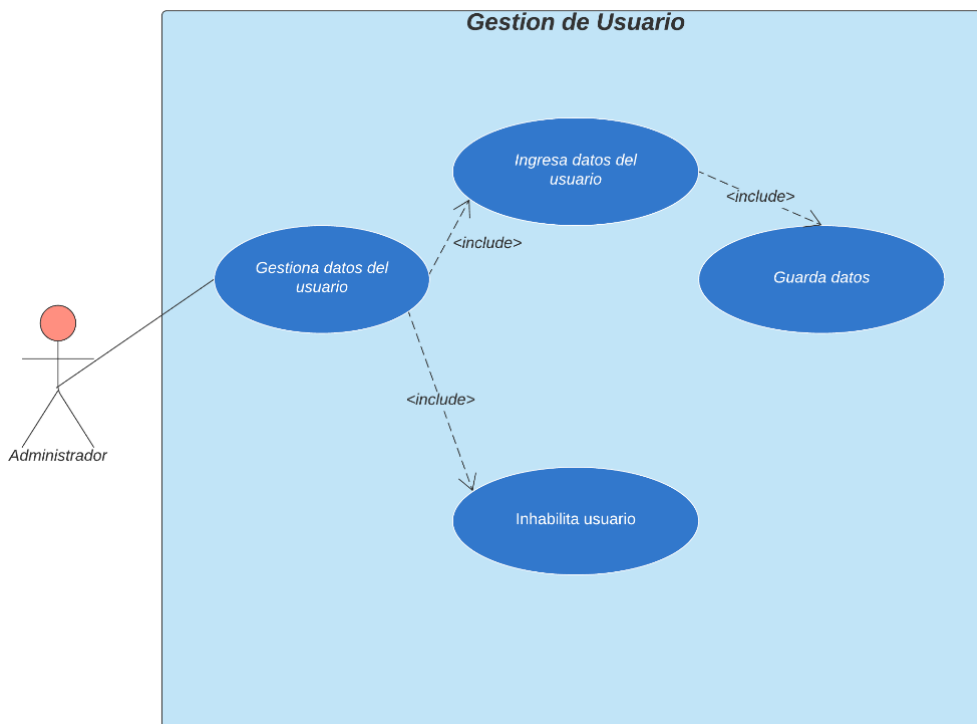 Gestion de Usuario
Ingresa datos del
usuario
<include>
<include>
Gestiona datos del
usuario
Guarda datos
<include>
Administrador
Inhabilita usuario